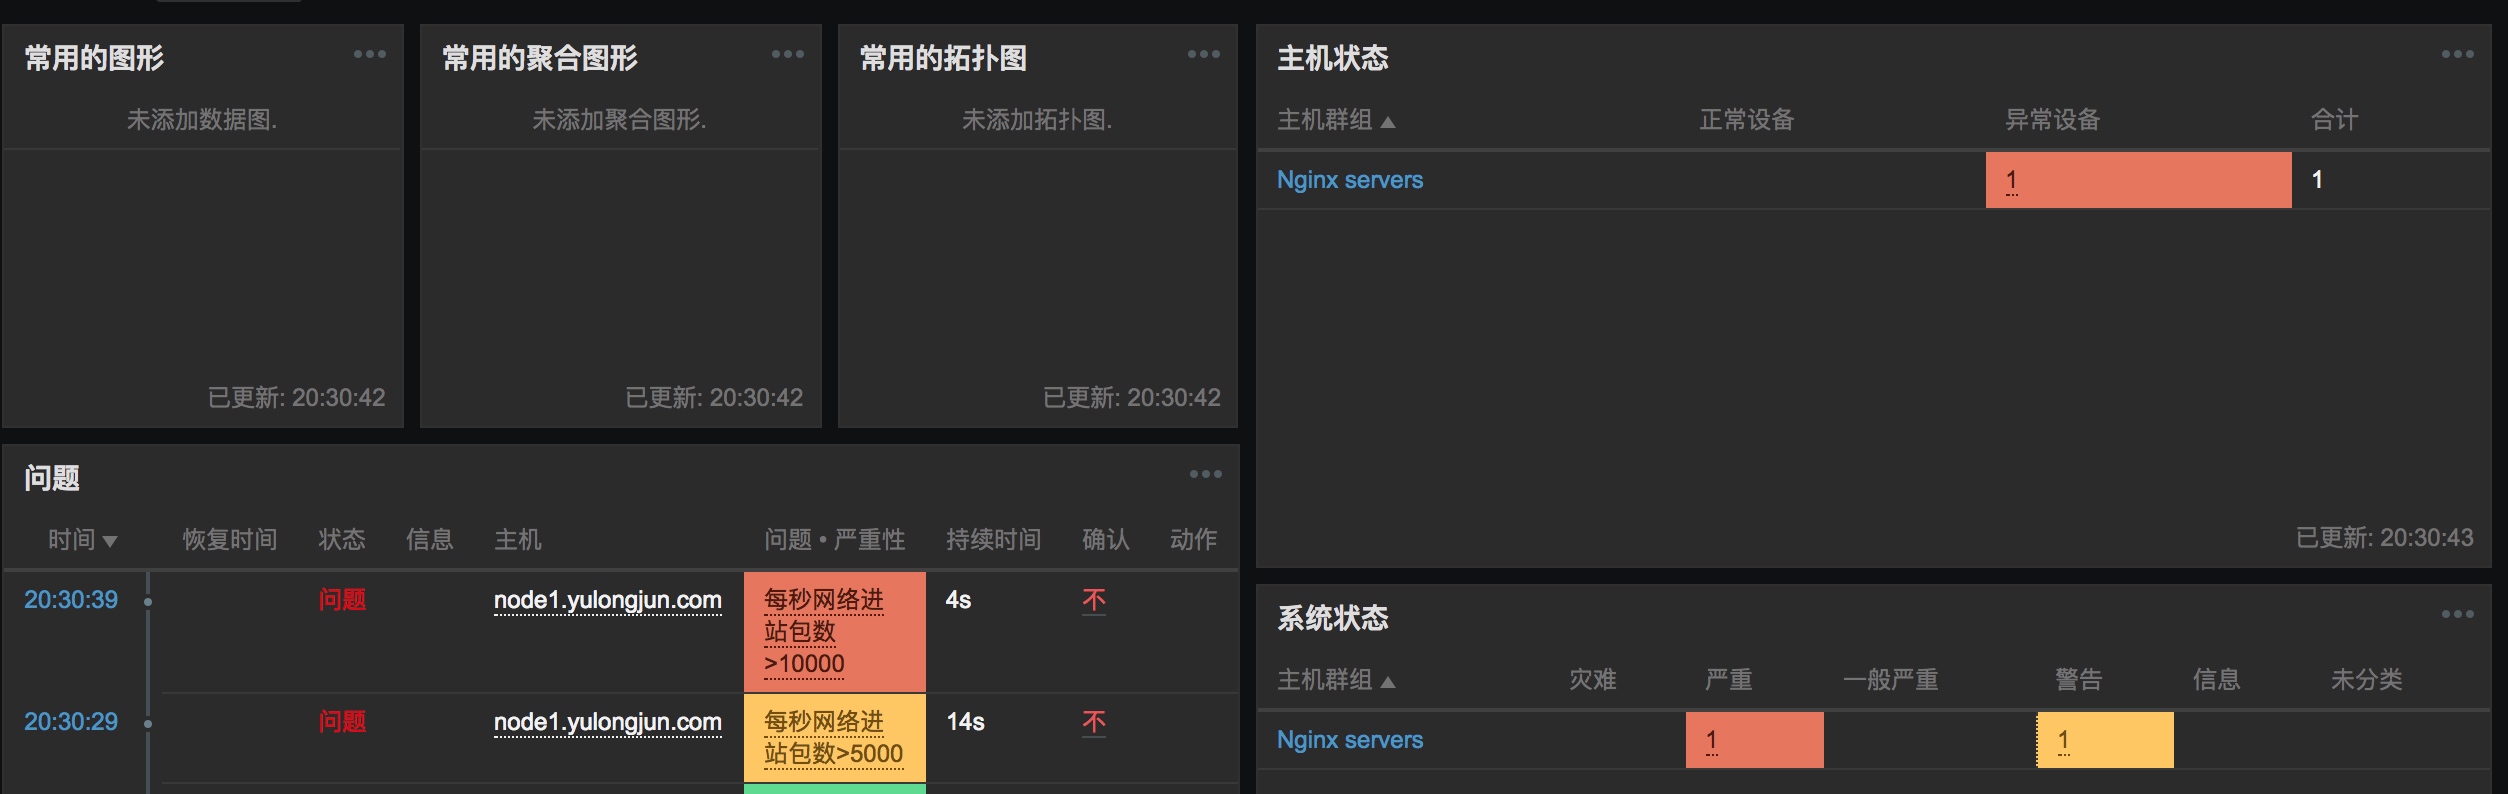 常用的图形
未添加数据图.
已更新: 20:30:42
常用的聚合图形
未添加聚合图形.
已更新: 20:30:42
常用的拓扑图
未添加拓扑图.
已更新: 20:30:42
主机状态
主机群组 ▲ 正常设备 异常设备 合计
Nginx servers 1 1
已更新: 20:30:43
问题
时间 ▼ 恢复时间 状态 信息 主机 问题 • 严重性 持续时间 确认 动作
20:30:39 问题 node1.yulongjun.com 每秒网络进 4s 不
站包数
>10000
20:30:29 问题 node1.yulongjun.com 每秒网络进 14s 不
站包数>5000
系统状态
主机群组 ▲ 灾难 严重 一般严重 警告 信息 未分类
Nginx servers 1 1